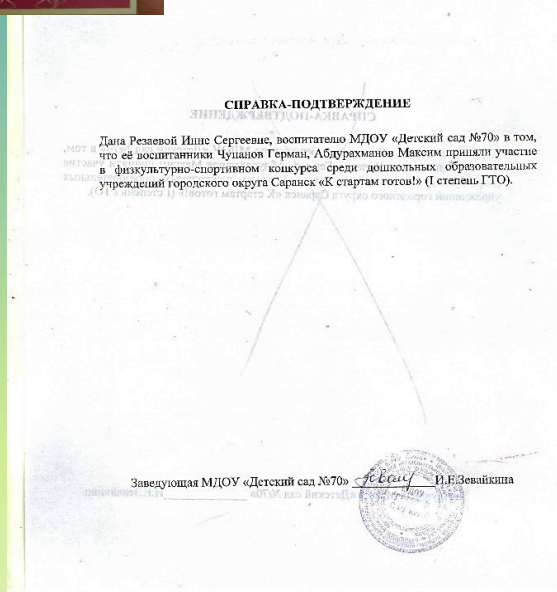 СПРАВКА-ПОДТВЕРЖДЕНИЕ
Дана Резаевой Инне Сергеевне, воспитателю МДОУ «Детский сад №70» в том,
что её воспитанники Чупанов Герман, Абдурахманов Максим приняли участие
в физкультурно-спортивном конкурса среди дошкольных образовательных
учреждений городского округа Саранск «К стартам готов!» (I степень ГТО).
Заведующая МДОУ «Детский сад №70» И.Е.Зевайкина